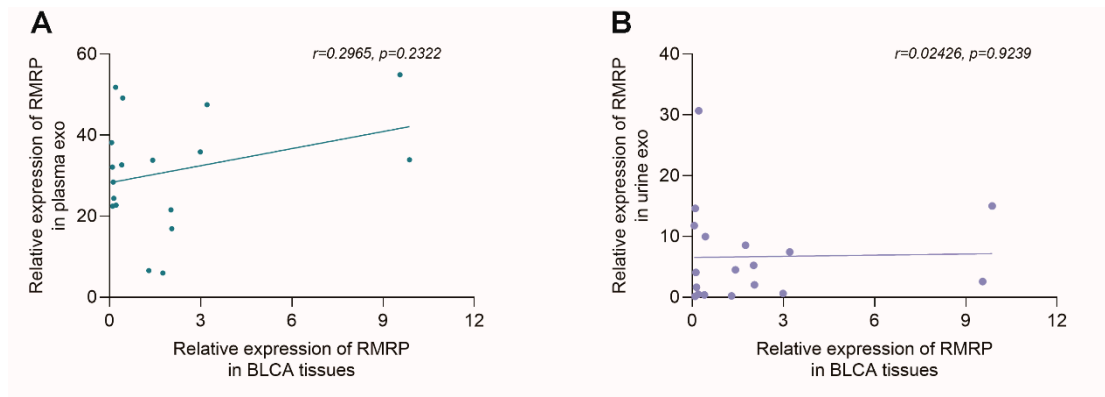 A
r=0.2965, p=0.2322
Relative expression of RMRP
in plasma exo
60
40
20
0
0 3 6 9 12
Relative expression of RMRP
in BLCA tissues
B
r=0.02426, p=0.9239
Relative expression of RMRP
in urine exo
40
30
20
10
0
0 3 6 9 12
Relative expression of RMRP
in BLCA tissues